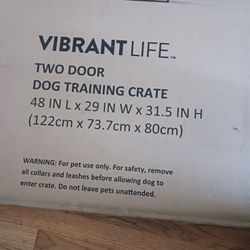 VIBRANT LIFE™
TWO DOOR
DOG TRAINING CRATE
48 IN L x 29 IN W x 31.5 IN H
(122cm x 73.7cm x 80cm)
WARNING: For pet use only. For safety, remove
all collars and leashes before allowing dog to
enter crate. Do not leave pets unattended.